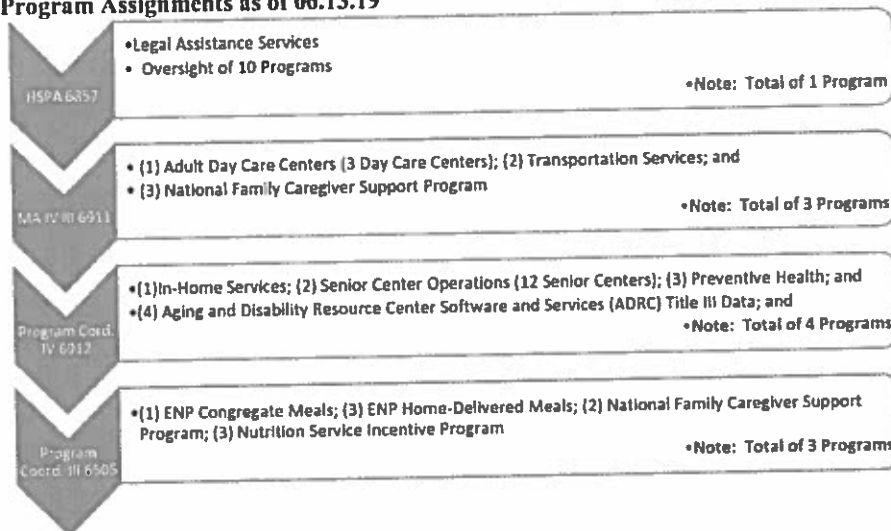 Program Assignments as of 06.13.19
•Legal Assistance Services
• Oversight of 10 Programs
•Note: Total of 1 Program
HSPA 6357
• (1) Adult Day Care Centers (3 Day Care Centers); (2) Transportation Services; and
• (3) National Family Caregiver Support Program
•Note: Total of 3 Programs
MA IV III 6911
•(1)In-Home Services; (2) Senior Center Operations (12 Senior Centers); (3) Preventive Health; and
•(4) Aging and Disability Resource Center Software and Services (ADRC) Title III Data; and
•Note: Total of 4 Programs
Program Cord.
IV 6912
•(1) ENP Congregate Meals; (3) ENP Home-Delivered Meals; (2) National Family Caregiver Support
Program; (3) Nutrition Service Incentive Program
•Note: Total of 3 Programs
Program
Coord. III 6505